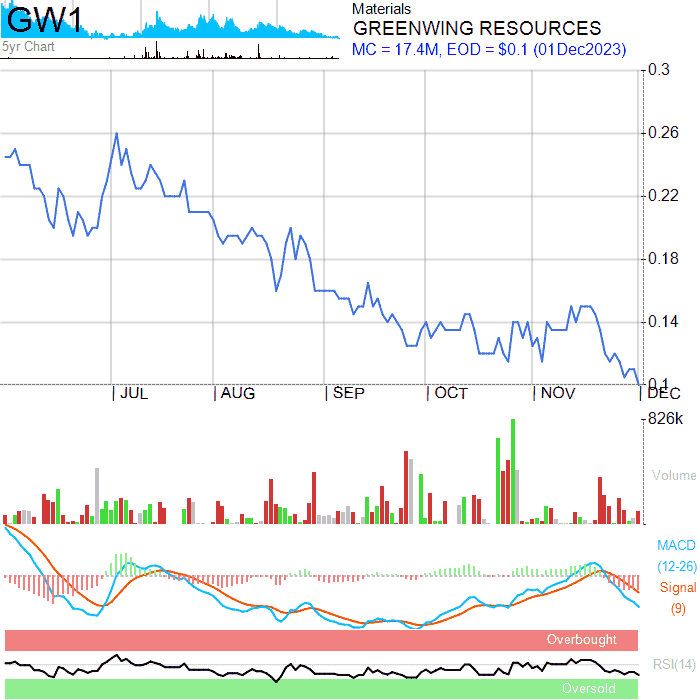 GW1
5yr Chart
Materials
GREENWING RESOURCES
MC = 17.4M, EOD = $0.1 (01Dec2023)
0.3
0.26
0.22
0.18
0.14
0.1
JUL AUG SEP OCT NOV DEC
826k
Volume
MACD
(12-26)
Signal
(9)
Overbought
RSI(14)
Oversold